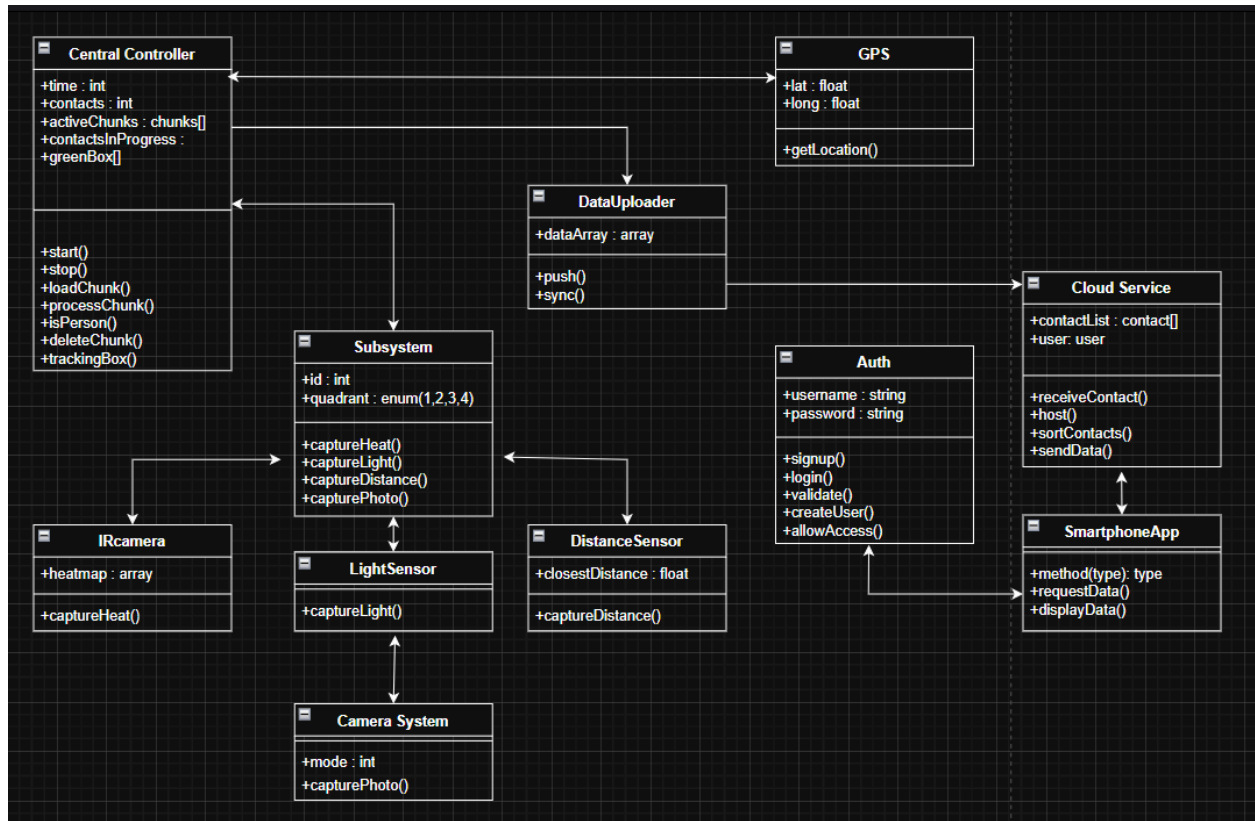 Central Controller
+time : int
+contacts : int
+activeChunks : chunks[]
+contactsInProgress :
+greenBox[]
+start()
+stop()
+loadChunk()
+processChunk()
+isPerson()
+deleteChunk()
+trackingBox()
GPS
+lat : float
+long : float
+getLocation()
DataUploader
+dataArray : array
+push()
+sync()
Cloud Service
+contactList : contact[]
+user: user
+receiveContact()
+host()
+sortContacts()
+sendData()
Subsystem
+id : int
+quadrant : enum(1,2,3,4)
+captureHeat()
+captureLight()
+captureDistance()
+capturePhoto()
Auth
+username : string
+password : string
+signup()
+login()
+validate()
+createUser()
+allowAccess()
IRcamera
+heatmap : array
+captureHeat()
LightSensor
+captureLight()
DistanceSensor
+closestDistance : float
+captureDistance()
SmartphoneApp
+method(type): type
+requestData()
+displayData()
Camera System
+mode : int
+capturePhoto()